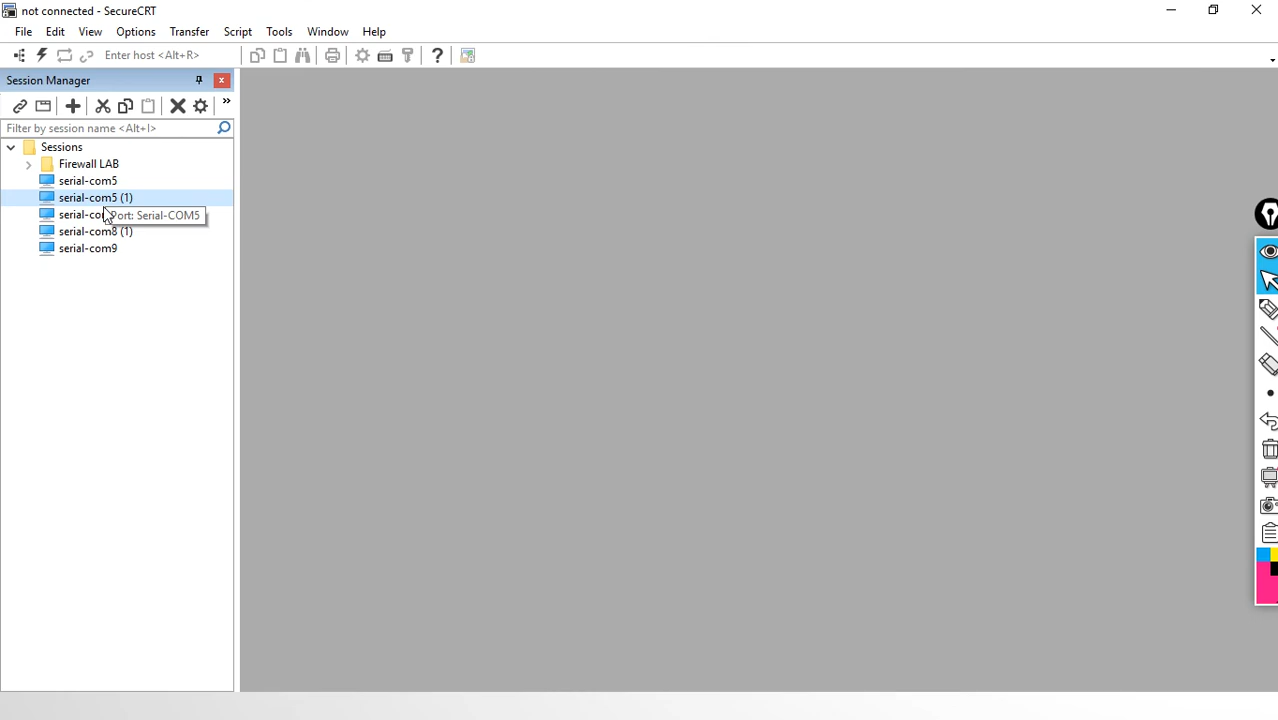 not connected - SecureCRT
File Edit View Options Transfer Script Tools Window Help
Enter host <Alt+R>
Session Manager
»
Filter by session name <Alt+I>
Sessions
Firewall LAB
serial-com5
serial-com5 (1)
Port: Serial-COM5
serial-com8 (1)
serial-com9